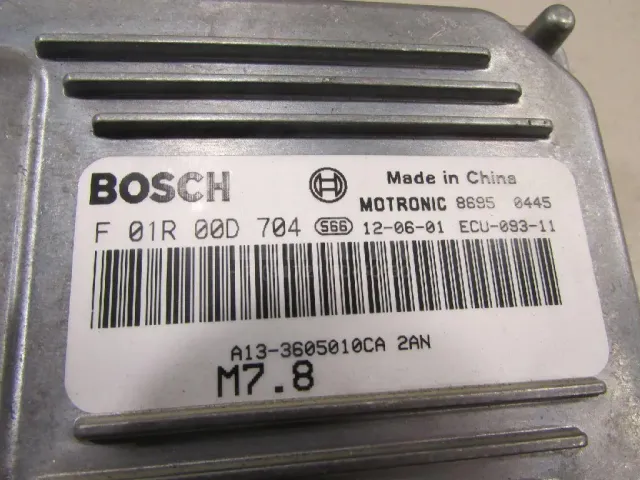 BOSCH Made in China
MOTRONIC 8695 0445
F 01R 00D 704 S66 12-06-01 ECU-093-11
A13-3605010CA 2AN
M7.8